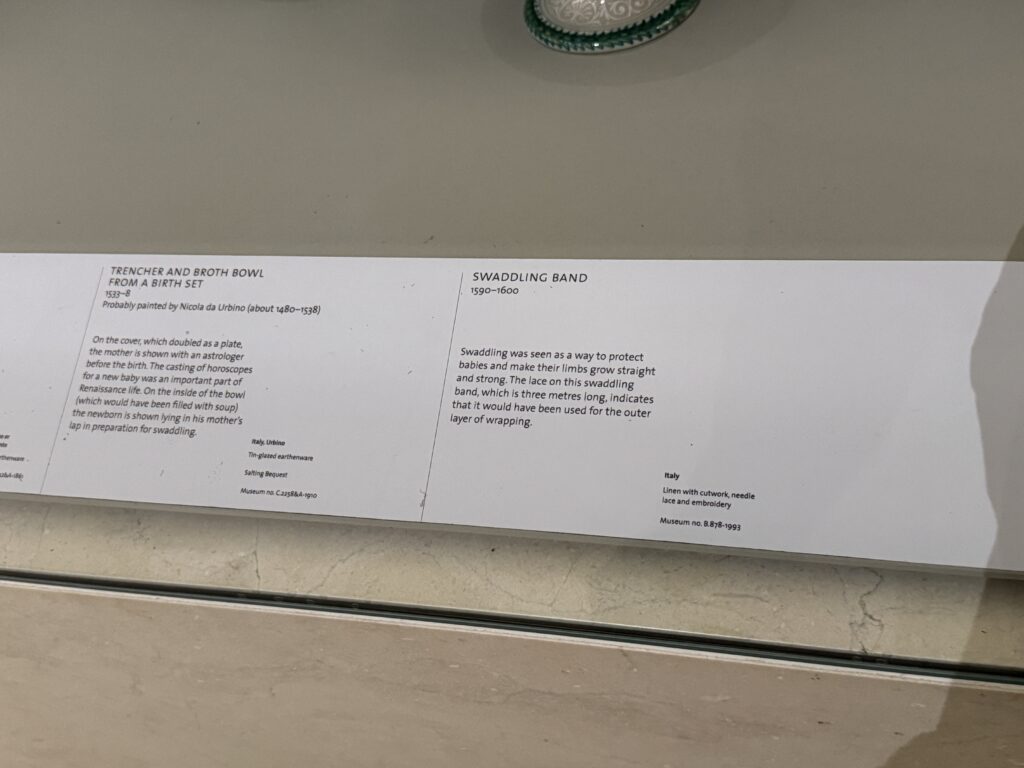 TRENCHER AND BROTH BOWL
FROM A BIRTH SET
1533–8
Probably painted by Nicola da Urbino (about 1480–1538)
On the cover, which doubled as a plate,
the mother is shown with an astrologer
before the birth. The casting of horoscopes
for a new baby was an important part of
Renaissance life. On the inside of the bowl
(which would have been filled with soup)
the newborn is shown lying in his mother's
lap in preparation for swaddling.
Italy, Urbino
Tin-glazed earthenware
Salting Bequest
Museum no. C.2258&A-1910
SWADDLING BAND
1590–1600
Swaddling was seen as a way to protect
babies and make their limbs grow straight
and strong. The lace on this swaddling
band, which is three metres long, indicates
that it would have been used for the outer
layer of wrapping.
Italy
Linen with cutwork, needle
lace and embroidery
Museum no. B.878-1993